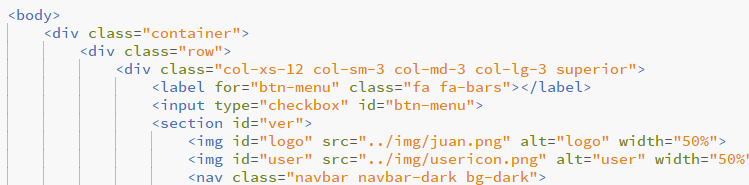 <body>
<div class="container">
<div class="row">
<div class="col-xs-12 col-sm-3 col-md-3 col-lg-3 superior">
<label for="btn-menu" class="fa fa-bars"></label>
<input type="checkbox" id="btn-menu">
<section id="ver">
<img id="logo" src="../img/juan.png" alt="logo" width="50%">
<img id="user" src="../img/usericon.png" alt="user" width="50%"
<nav class="navbar navbar-dark bg-dark">